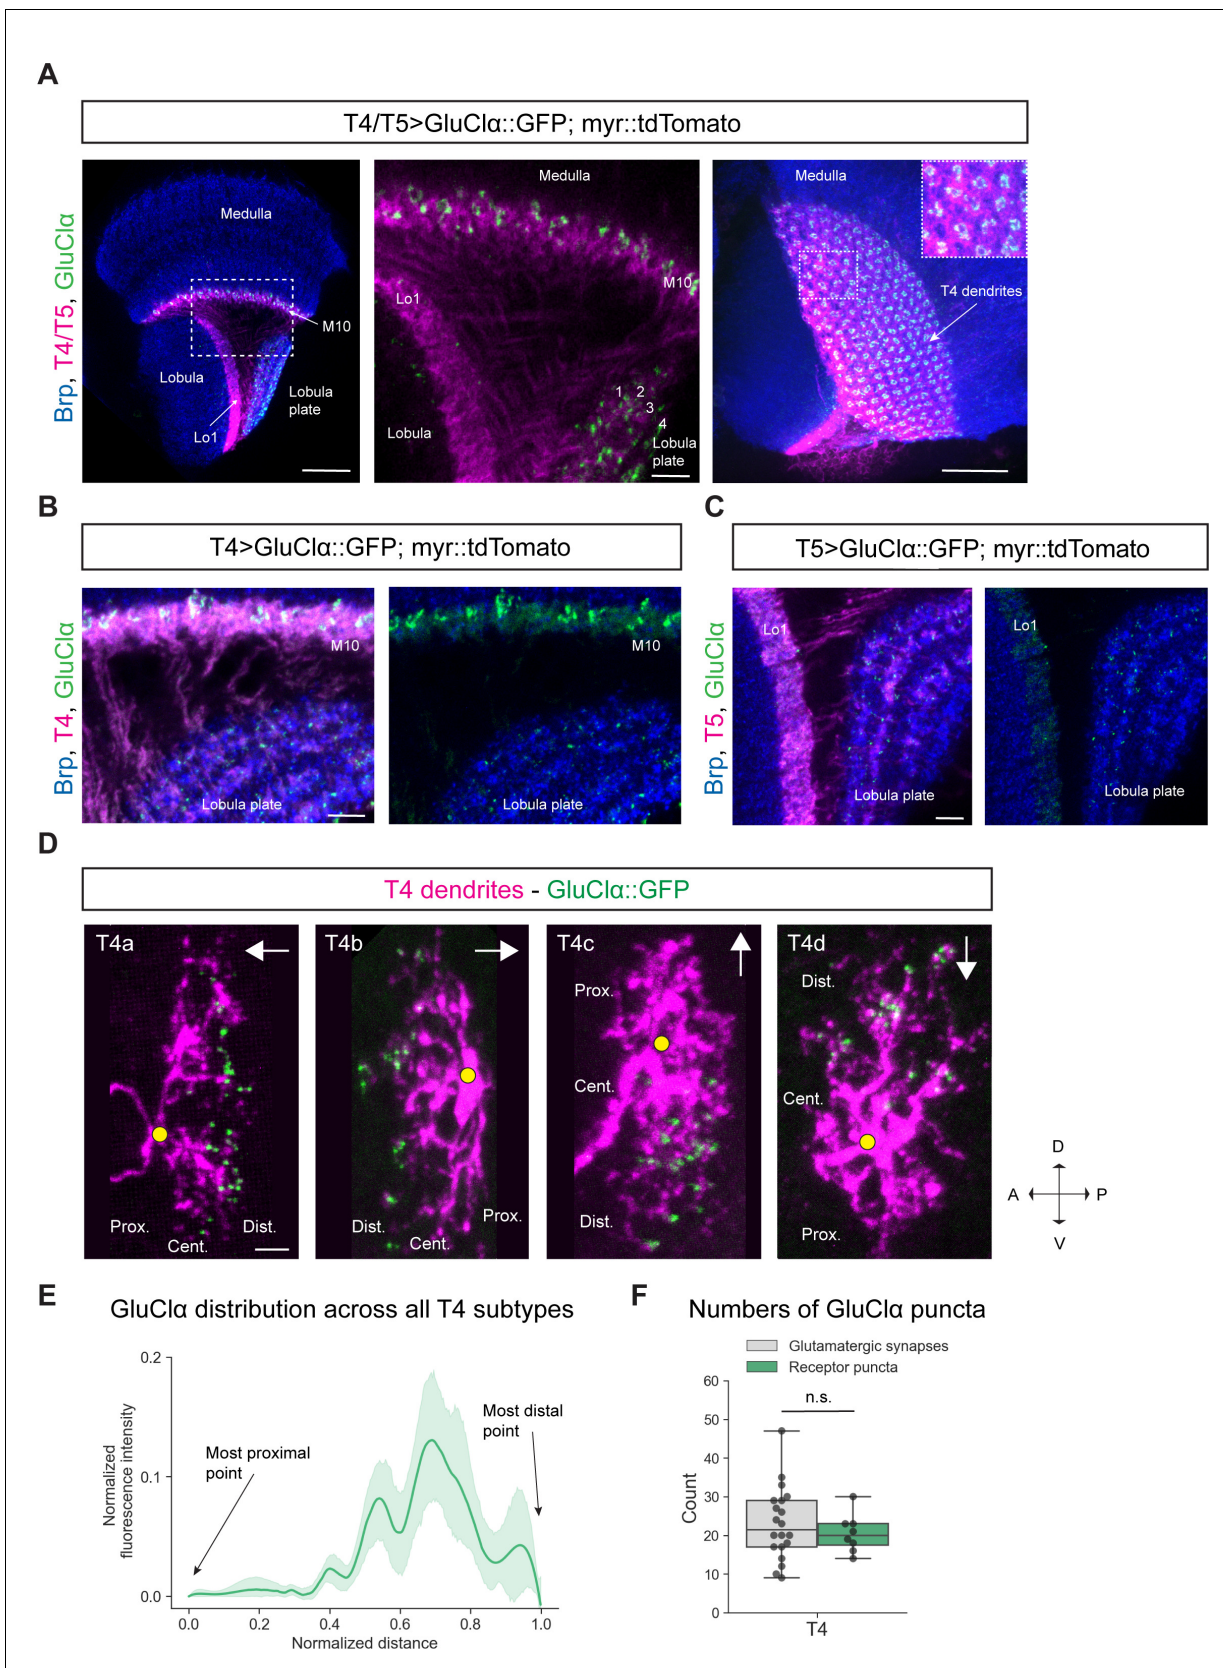 A
T4/T5>GluClα::GFP; myr::tdTomato
Brp, T4/T5, GluClα
Medulla
M10
Lobula
Lobula
plate
Lo1
Medulla
M10
Lo1
1 2
3
4
Lobula
Lobula
plate
Medulla
T4 dendrites
B
T4>GluClα::GFP; myr::tdTomato
Brp, T4, GluClα
M10
Lobula plate
M10
Lobula plate
C
T5>GluClα::GFP; myr::tdTomato
Brp, T5, GluClα
Lo1
Lobula plate
Lo1
Lobula plate
D
T4 dendrites - GluClα::GFP
T4a
Prox.
Cent.
Dist.
T4b
Dist.
Cent.
Prox.
T4c
Prox.
Cent.
Dist.
T4d
Dist.
Cent.
Prox.
D
A P
V
E
GluClα distribution across all T4 subtypes
Normalized
fluorescence intensity
0.2
0.1
0.0
Most proximal
point
Most distal
point
0.0 0.2 0.4 0.6 0.8 1.0
Normalized distance
F
Numbers of GluClα puncta
Glutamatergic synapses
Receptor puncta
n.s.
Count
60
50
40
30
20
10
0
T4